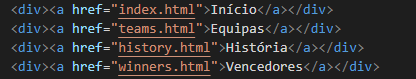 <div><a href="index.html">Início</a></div>
<div><a href="teams.html">Equipas</a></div>
<div><a href="history.html">História</a></div>
<div><a href="winners.html">Vencedores</a></div>